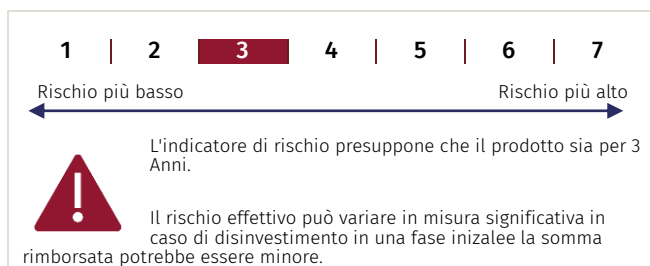 1 | 2 | 3 | 4 | 5 | 6 | 7
Rischio più basso Rischio più alto
L'indicatore di rischio presuppone che il prodotto sia per 3
Anni.
Il rischio effettivo può variare in misura significativa in
caso di disinvestimento in una fase inizalee la somma
rimborsata potrebbe essere minore.